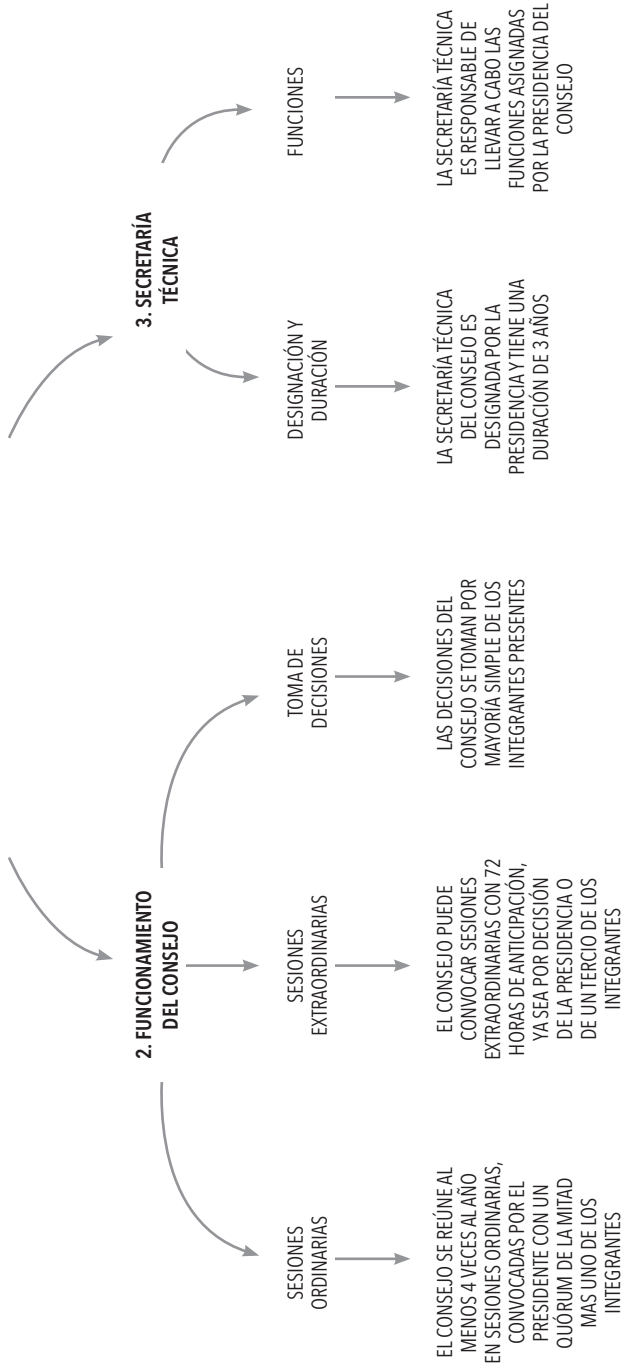 2. FUNCIONAMIENTO
DEL CONSEJO
SESIONES
ORDINARIAS
EL CONSEJO SE REÚNE AL
MENOS 4 VECES AL AÑO
EN SESIONES ORDINARIAS,
CONVOCADAS POR EL
PRESIDENTE CON UN
QUÓRUM DE LA MITAD
MAS UNO DE LOS
INTEGRANTES
SESIONES
EXTRAORDINARIAS
EL CONSEJO PUEDE
CONVOCAR SESIONES
EXTRAORDINARIAS CON 72
HORAS DE ANTICIPACIÓN,
YA SEA POR DECISIÓN
DE LA PRESIDENCIA O
DE UN TERCIO DE LOS
INTEGRANTES
TOMA DE
DECISIONES
LAS DECISIONES DEL
CONSEJO SE TOMAN POR
MAYORÍA SIMPLE DE LOS
INTEGRANTES PRESENTES
3. SECRETARÍA
TÉCNICA
DESIGNACIÓN Y
DURACIÓN
LA SECRETARÍA TÉCNICA
DEL CONSEJO ES
DESIGNADA POR LA
PRESIDENCIA Y TIENE UNA
DURACIÓN DE 3 AÑOS
FUNCIONES
LA SECRETARÍA TÉCNICA
ES RESPONSABLE DE
LLEVAR A CABO LAS
FUNCIONES ASIGNADAS
POR LA PRESIDENCIA DEL
CONSEJO